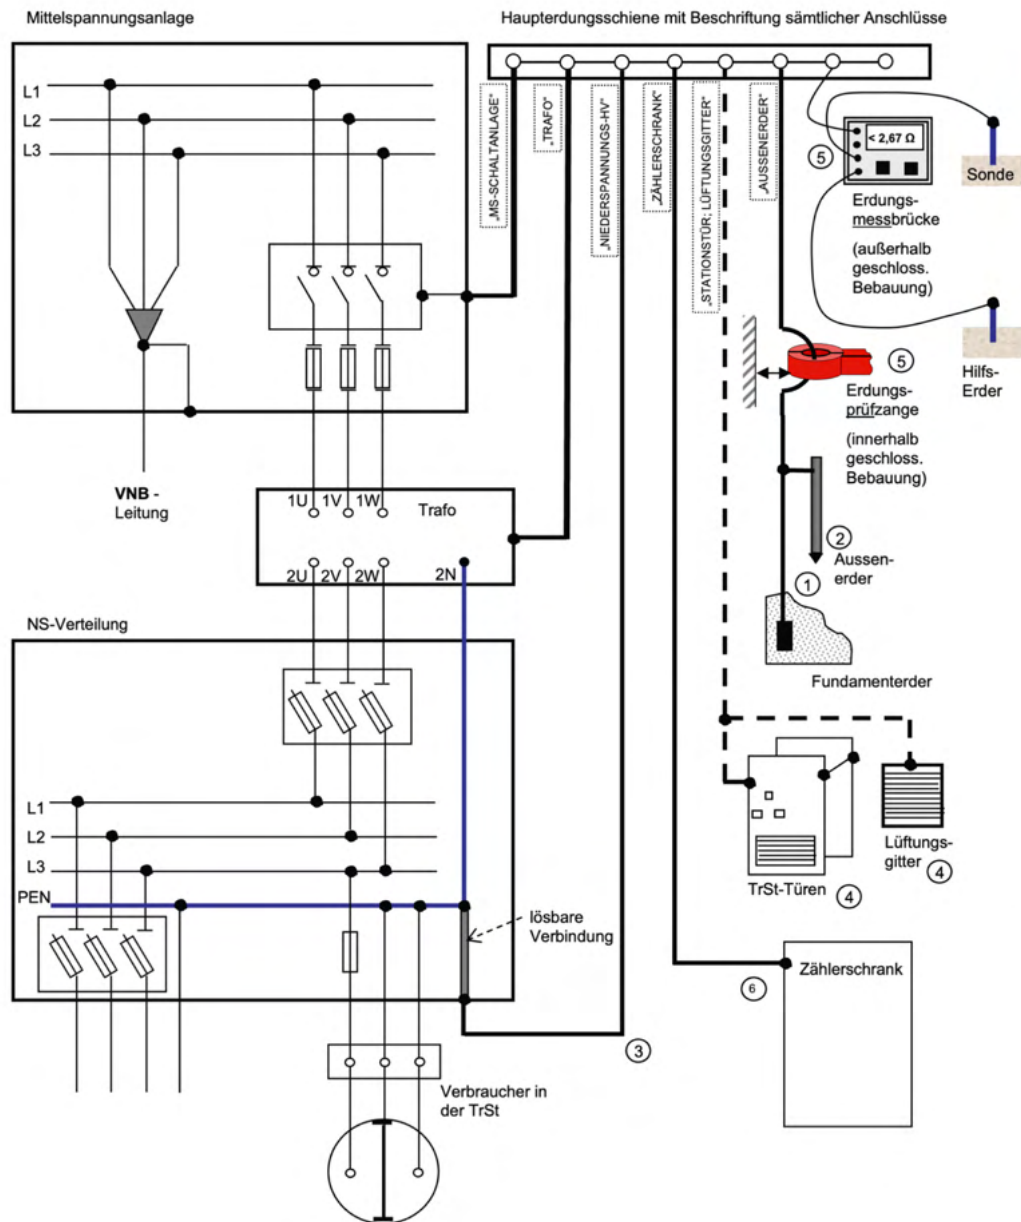 Mittelspannungsanlage
Haupterdungsschiene mit Beschriftung sämtlicher Anschlüsse
L1
L2
L3
„MS-SCHALTANLAGE“
„TRAFO“
„NIEDERSPANNUNGS-HV“
„ZÄHLERSCHRANK“
„STATIONSTÜR; LÜFTUNGSGITTER“
„AUSSENERDER“
< 2,67 Ω
5
Sonde
Erdungs-
messbrücke
(außerhalb
geschloss.
Bebauung)
5
Hilfs-
Erder
Erdungs-
prüfzange
(innerhalb
geschloss.
Bebauung)
VNB -
Leitung
1U 1V 1W
Trafo
2U 2V 2W 2N
2
Aussen-
erder
1
Fundamenterder
NS-Verteilung
L1
L2
L3
PEN
lösbare
Verbindung
TrSt-Türen
4
Lüftungs-
gitter
4
Zählerschrank
6
3
Verbraucher in
der TrSt